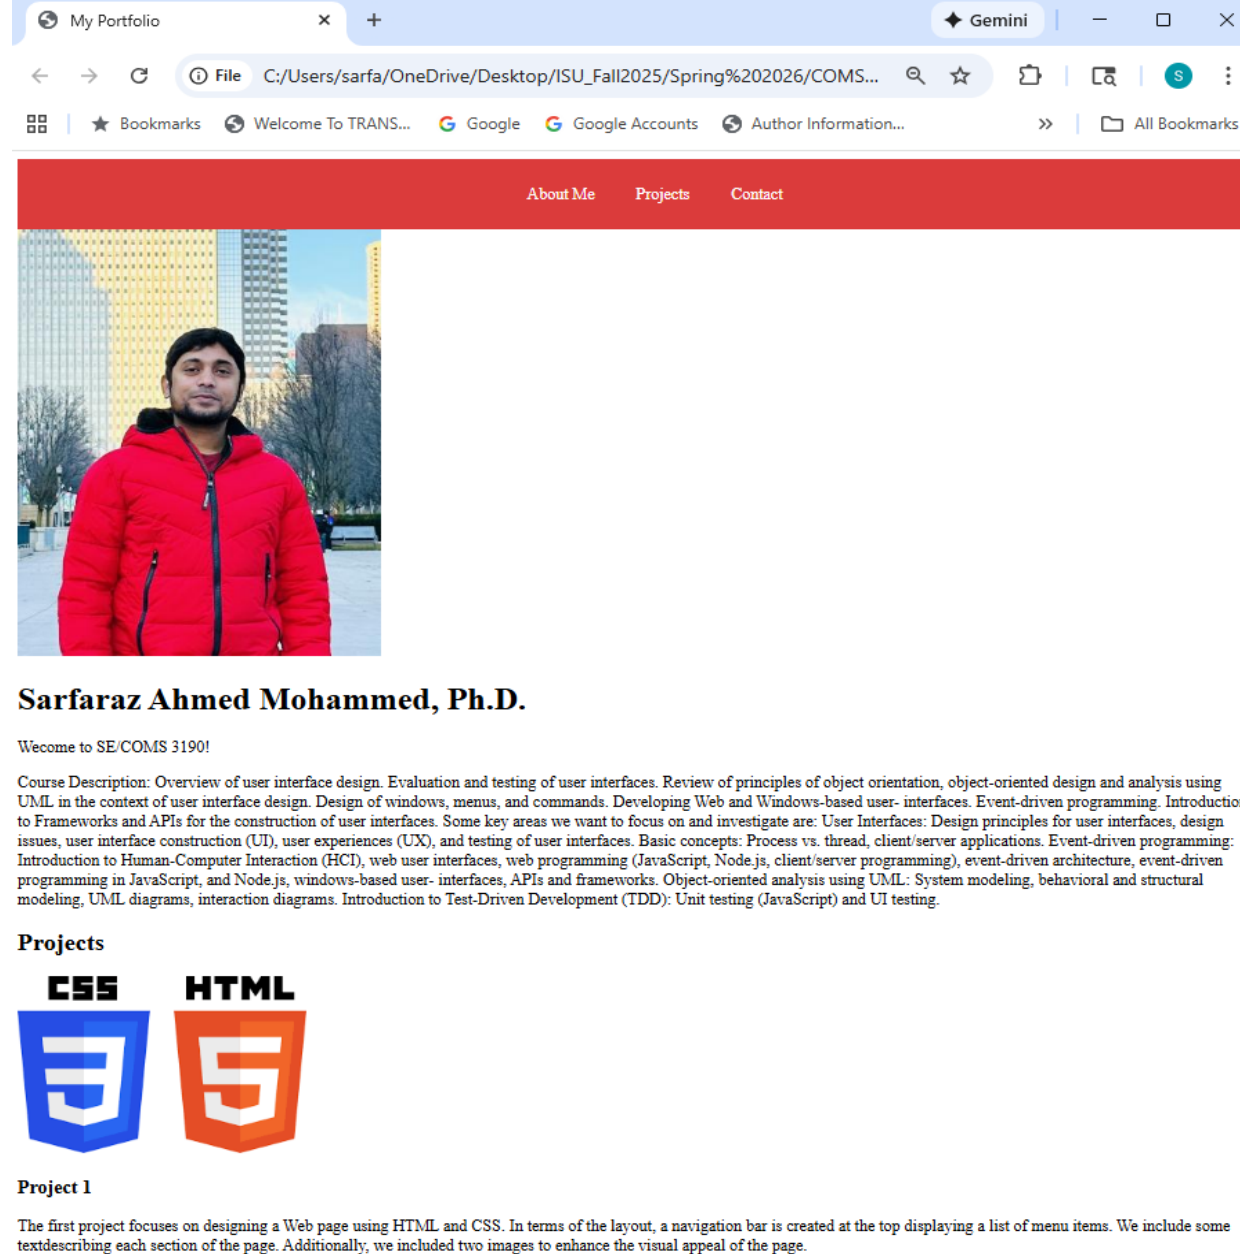 My Portfolio
Gemini
File C:/Users/sarfa/OneDrive/Desktop/ISU_Fall2025/Spring%202026/COMS...
S
Bookmarks Welcome To TRANS... Google Google Accounts Author Information... All Bookmarks
About Me Projects Contact
Sarfaraz Ahmed Mohammed, Ph.D.
Wecome to SE/COMS 3190!
Course Description: Overview of user interface design. Evaluation and testing of user interfaces. Review of principles of object orientation, object-oriented design and analysis using
UML in the context of user interface design. Design of windows, menus, and commands. Developing Web and Windows-based user- interfaces. Event-driven programming. Introduction
to Frameworks and APIs for the construction of user interfaces. Some key areas we want to focus on and investigate are: User Interfaces: Design principles for user interfaces, design
issues, user interface construction (UI), user experiences (UX), and testing of user interfaces. Basic concepts: Process vs. thread, client/server applications. Event-driven programming:
Introduction to Human-Computer Interaction (HCI), web user interfaces, web programming (JavaScript, Node.js, client/server programming), event-driven architecture, event-driven
programming in JavaScript, and Node.js, windows-based user- interfaces, APIs and frameworks. Object-oriented analysis using UML: System modeling, behavioral and structural
modeling, UML diagrams, interaction diagrams. Introduction to Test-Driven Development (TDD): Unit testing (JavaScript) and UI testing.
Projects
CSS HTML
3 5
Project 1
The first project focuses on designing a Web page using HTML and CSS. In terms of the layout, a navigation bar is created at the top displaying a list of menu items. We include some
textdescribing each section of the page. Additionally, we included two images to enhance the visual appeal of the page.